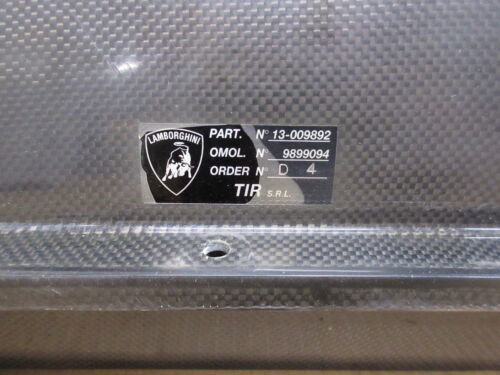 LAMBORGHINI
PART. N° 13-009892
OMOL. N° 9899094
ORDER N° D 4
TIR S.R.L.